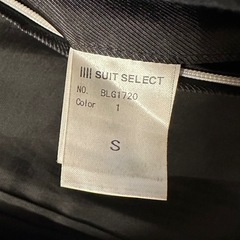 SUIT SELECT
NO. BLG1720
Color 1
S